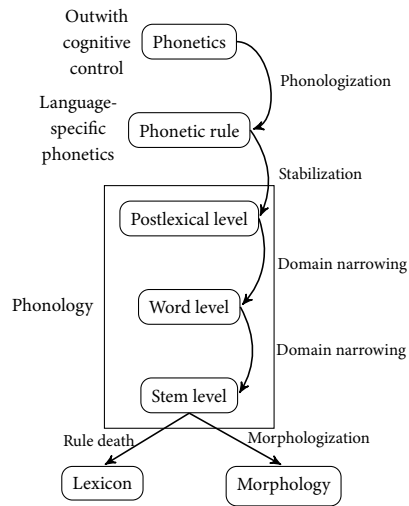 Outwith
cognitive
control
Phonetics
Phonologization
Language-
specific
phonetics
Phonetic rule
Stabilization
Postlexical level
Domain narrowing
Phonology
Word level
Domain narrowing
Stem level
Rule death
Morphologization
Lexicon
Morphology